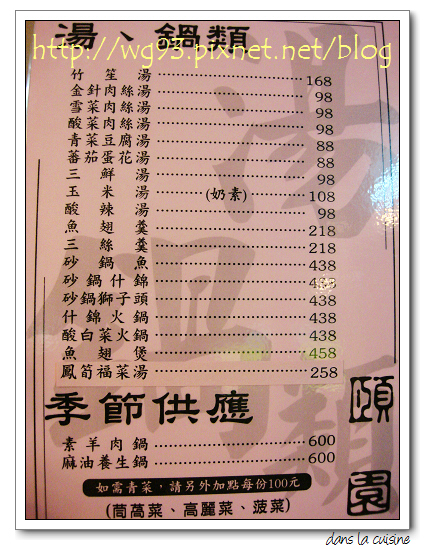 湯、鍋類
http://wg93.pixnet.net/blog
竹笙湯 168
金針肉絲湯 98
雪菜肉絲湯 98
酸菜肉絲湯 98
青菜豆腐湯 88
蕃茄蛋花湯 88
三鮮湯 98
玉米湯 (奶素) 108
酸辣湯 98
魚翅羹 218
三絲羹 218
砂鍋魚 438
砂鍋什錦 438
砂鍋獅子頭 438
什錦火鍋 438
酸白菜火鍋 438
魚翅煲 458
鳳筍福菜湯 258
湯鍋類
季節供應
頤園
素羊肉鍋 600
麻油養生鍋 600
如需青菜，請另外加點每份100元
(茼萵菜、高麗菜、菠菜)
dans la cuisine